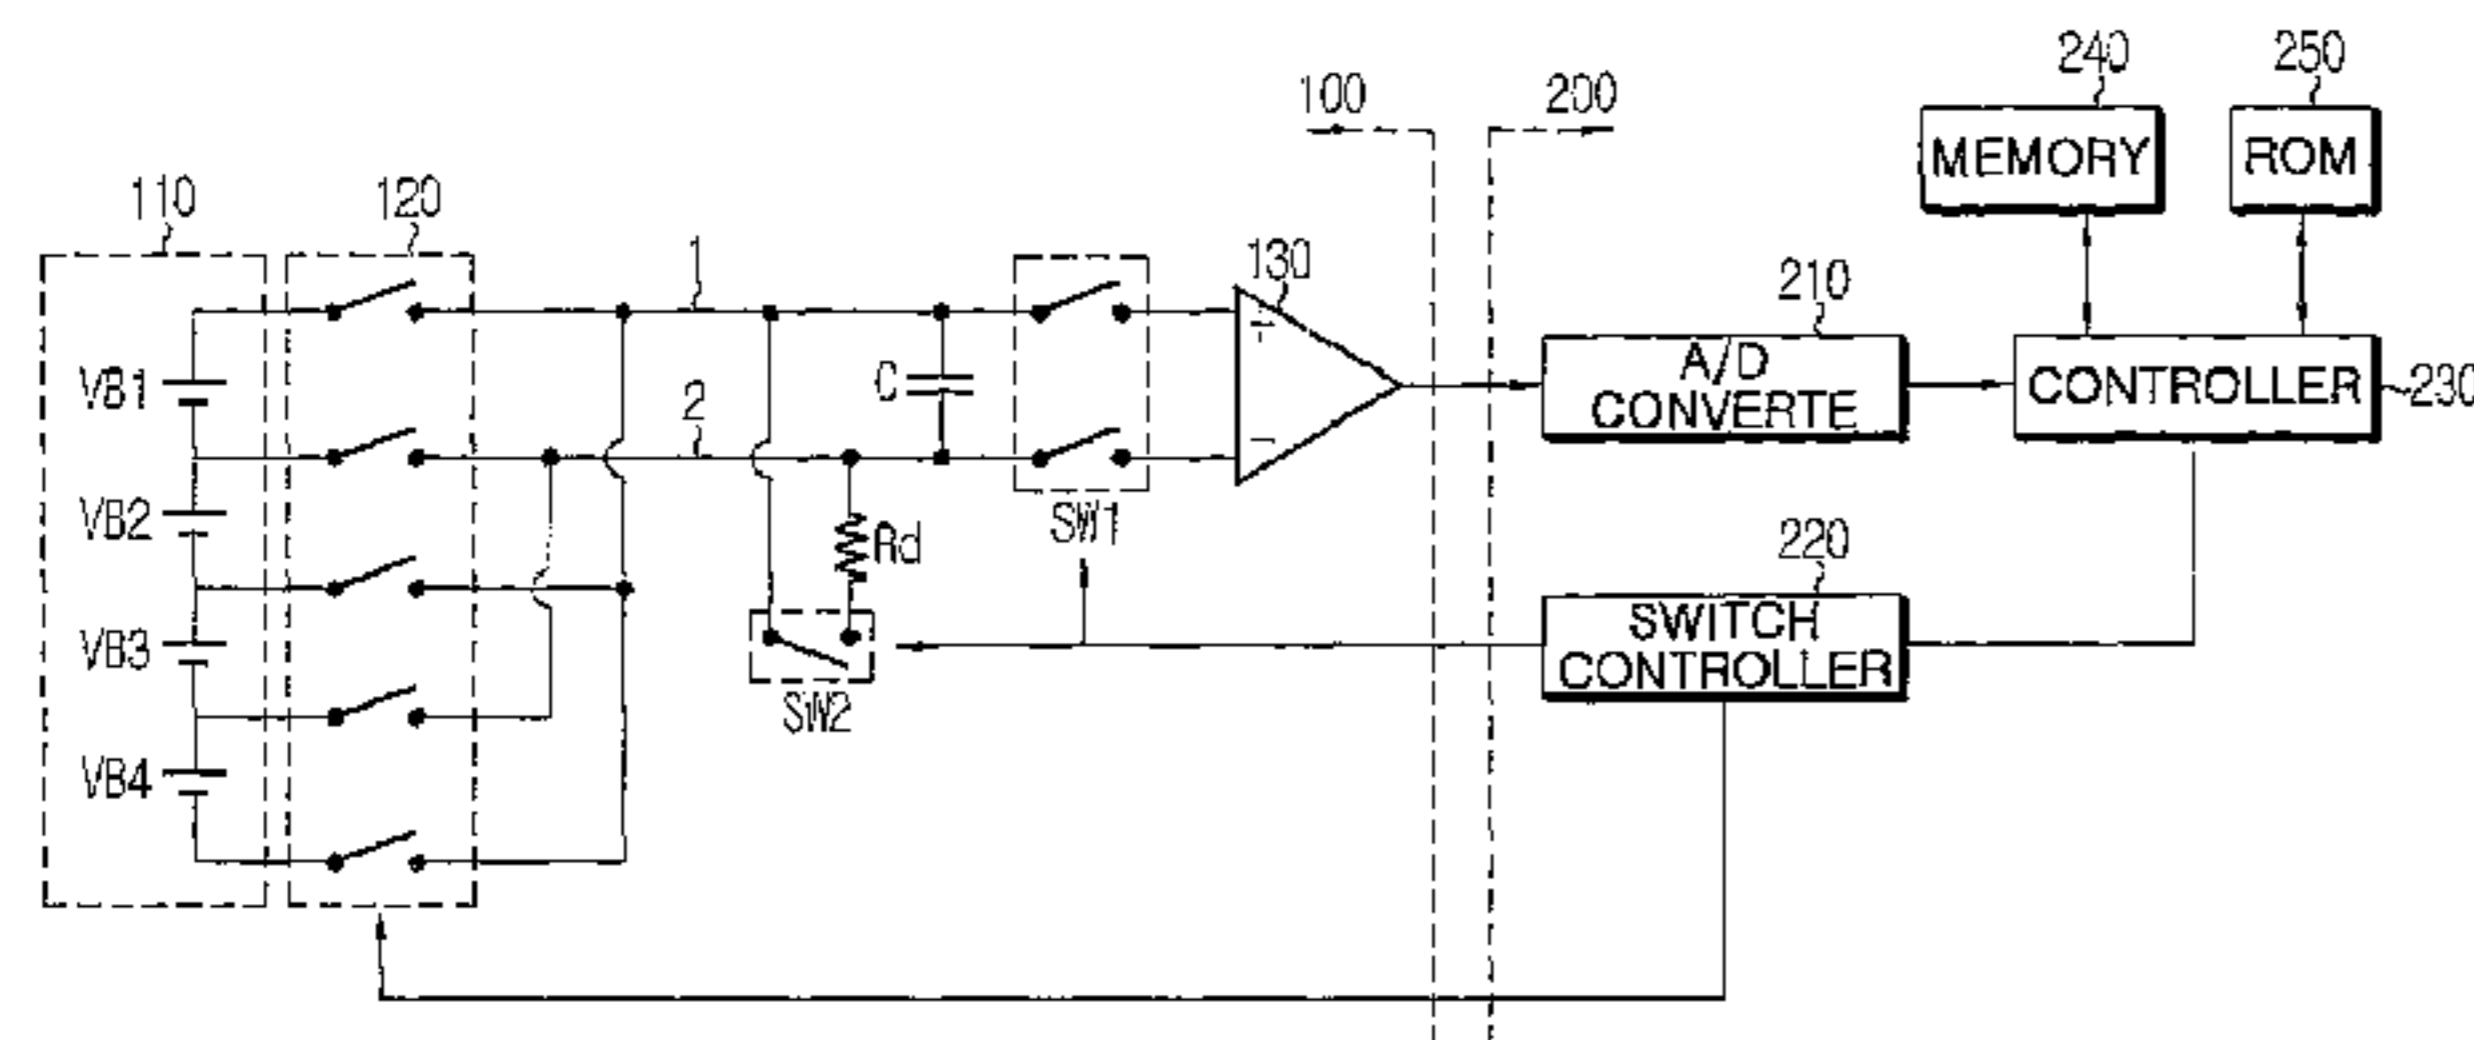 240
250
100
200
MEMORY
ROM
110
120
1
130
+
210
VB1
C
2
A/D
CONVERTE
CONTROLLER
230
−
VB2
Rd
SW1
220
VB3
SWITCH
CONTROLLER
SW2
VB4